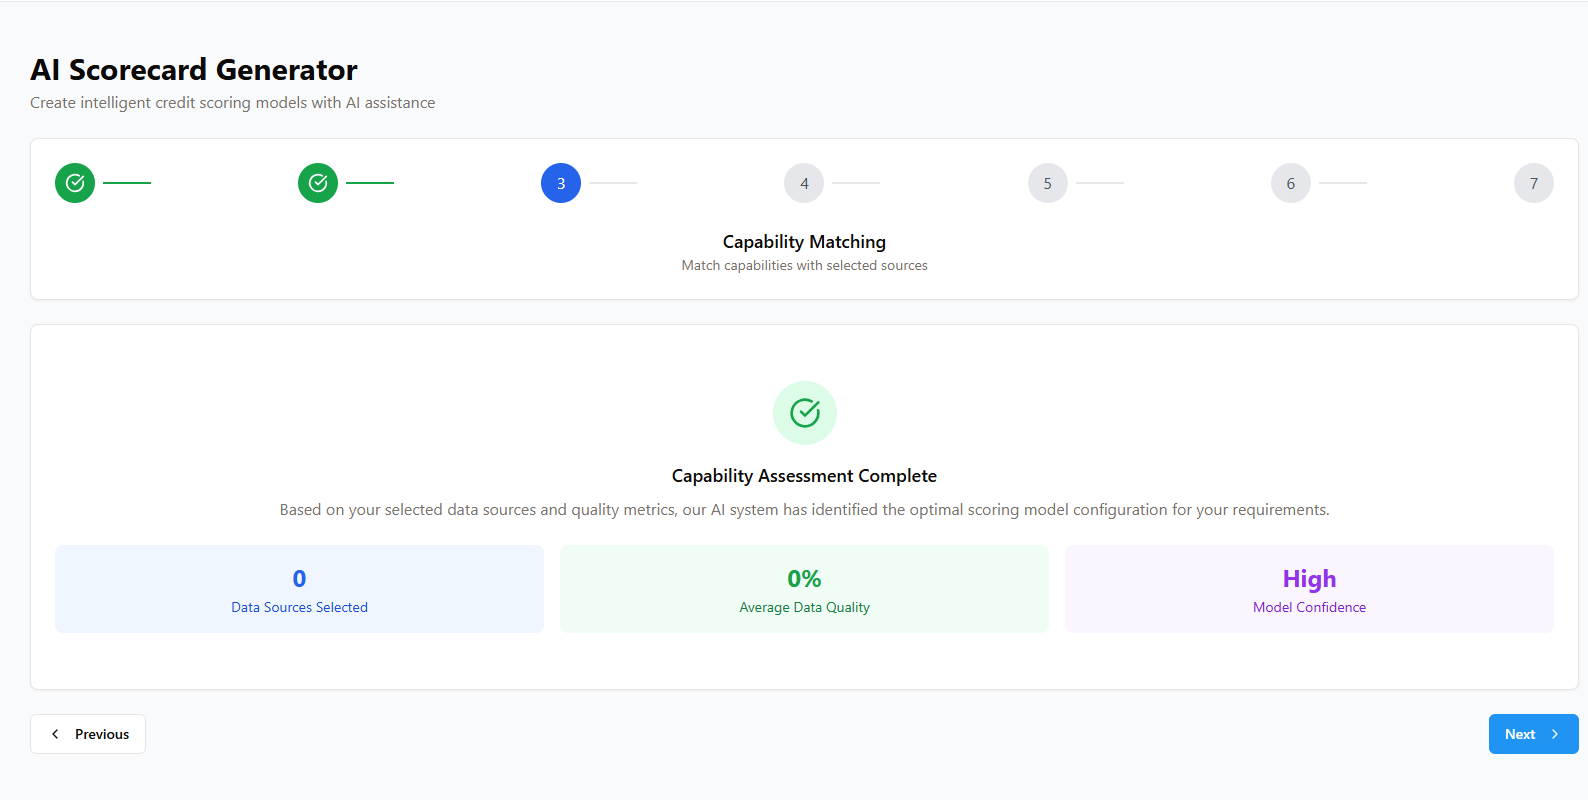 AI Scorecard Generator
Create intelligent credit scoring models with AI assistance
3
4
5
6
7
Capability Matching
Match capabilities with selected sources
Capability Assessment Complete
Based on your selected data sources and quality metrics, our AI system has identified the optimal scoring model configuration for your requirements.
0
Data Sources Selected
0%
Average Data Quality
High
Model Confidence
Previous
Next